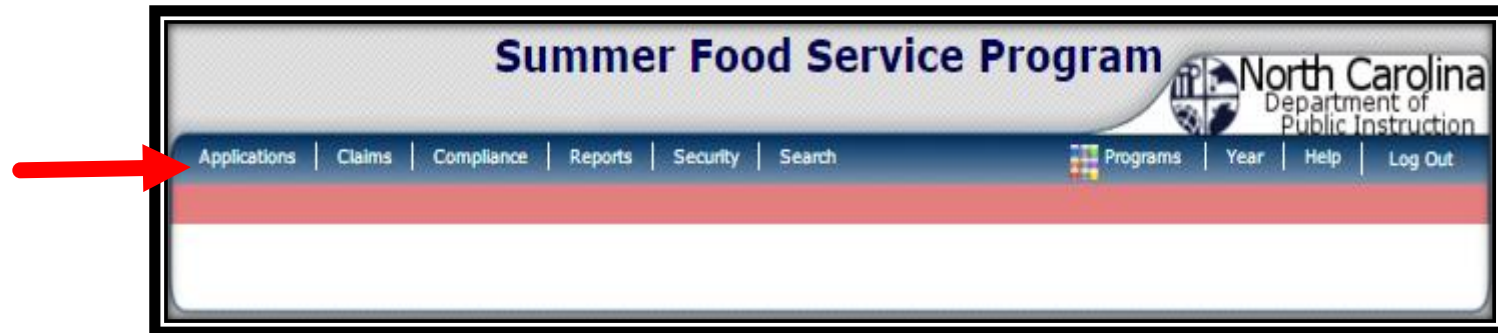 Summer Food Service Program
North Carolina
Department of
Public Instruction
Applications | Claims | Compliance | Reports | Security | Search Programs | Year | Help | Log Out